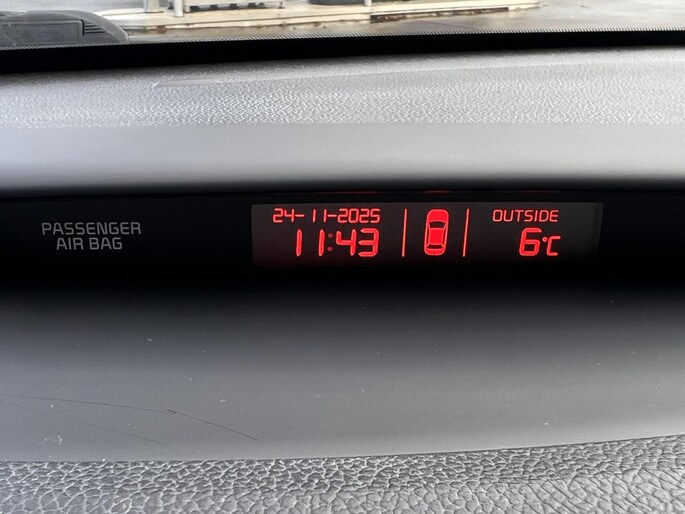 PASSENGER
AIR BAG
24-11-2025
11:43
OUTSIDE
6°C